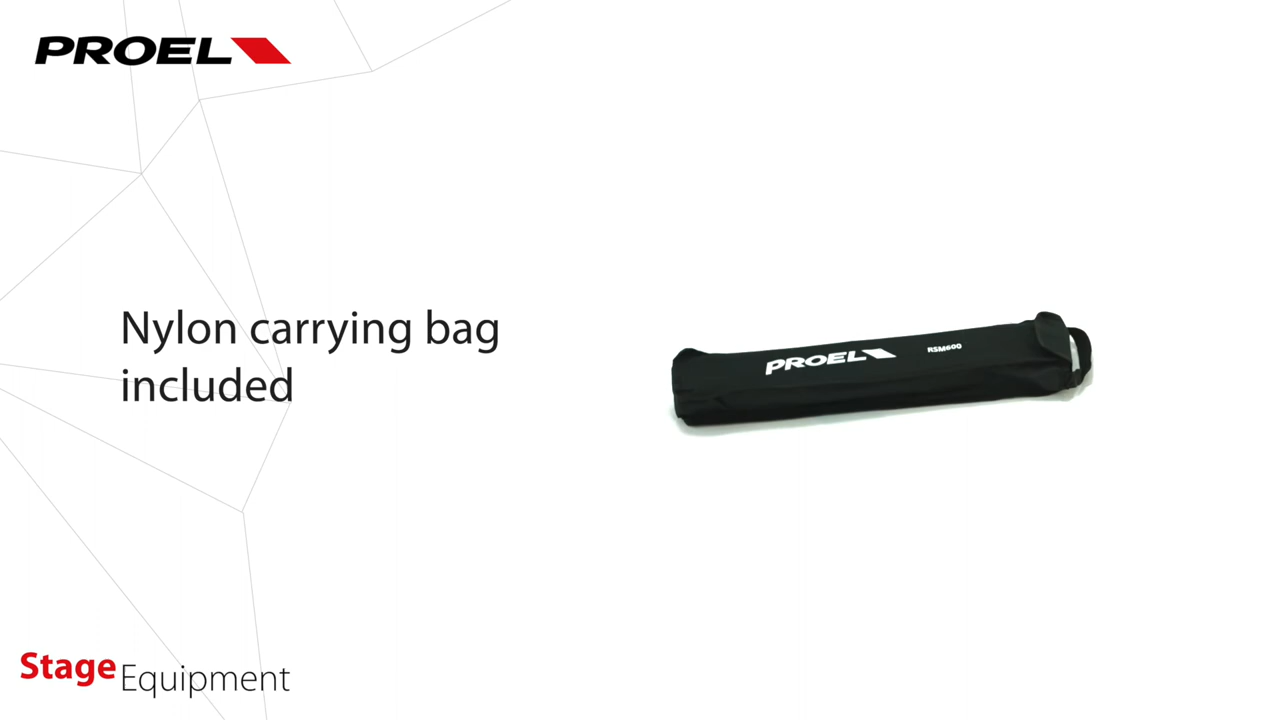 PROEL
Nylon carrying bag
included
PROEL
RSM600
Stage Equipment